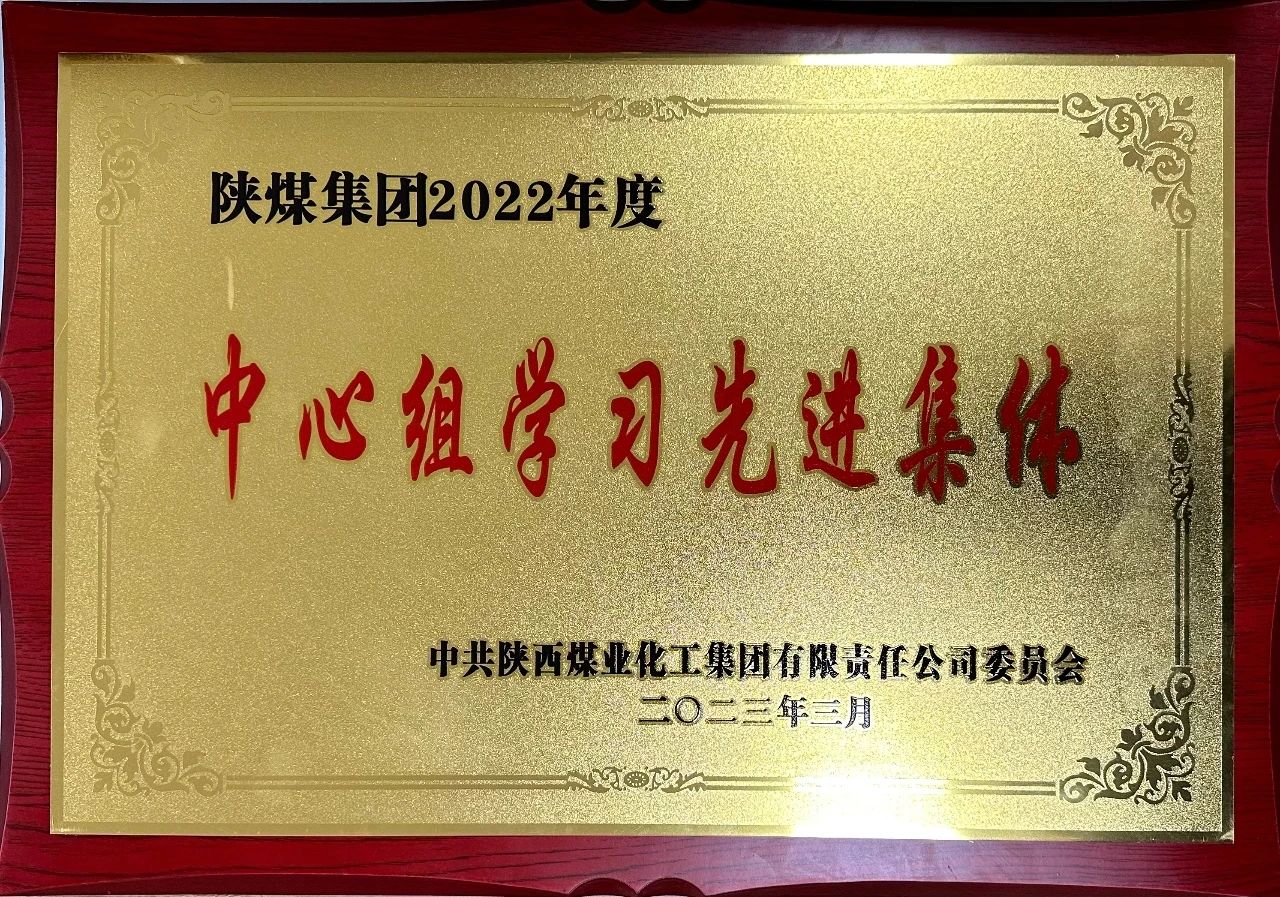 陕煤集团2022年度
中心组学习先进集体
中共陕西煤业化工集团有限责任公司委员会
二〇二三年三月